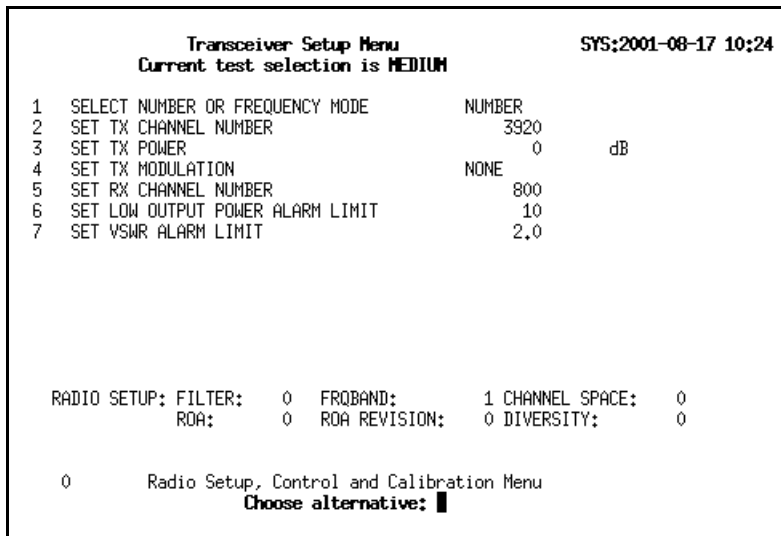 Transceiver Setup Menu SYS:2001-08-17 10:24
Current test selection is MEDIUM
1 SELECT NUMBER OR FREQUENCY MODE NUMBER
2 SET TX CHANNEL NUMBER 3920
3 SET TX POWER 0 dB
4 SET TX MODULATION NONE
5 SET RX CHANNEL NUMBER 800
6 SET LOW OUTPUT POWER ALARM LIMIT 10
7 SET VSWR ALARM LIMIT 2.0
RADIO SETUP: FILTER: 0 FRQBAND: 1 CHANNEL SPACE: 0
ROA: 0 ROA REVISION: 0 DIVERSITY: 0
0 Radio Setup, Control and Calibration Menu
Choose alternative: